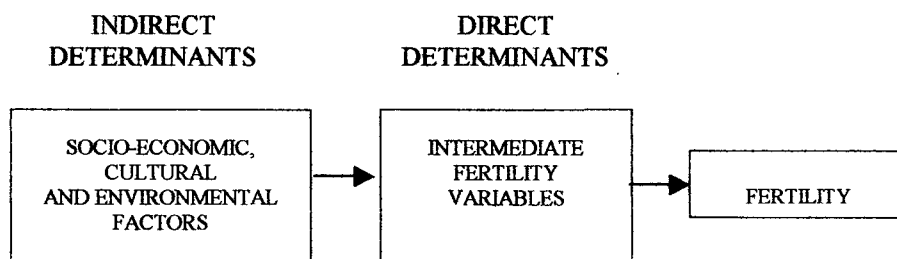 INDIRECT
DETERMINANTS
DIRECT
DETERMINANTS
SOCIO-ECONOMIC,
CULTURAL
AND ENVIRONMENTAL
FACTORS
INTERMEDIATE
FERTILITY
VARIABLES
FERTILITY